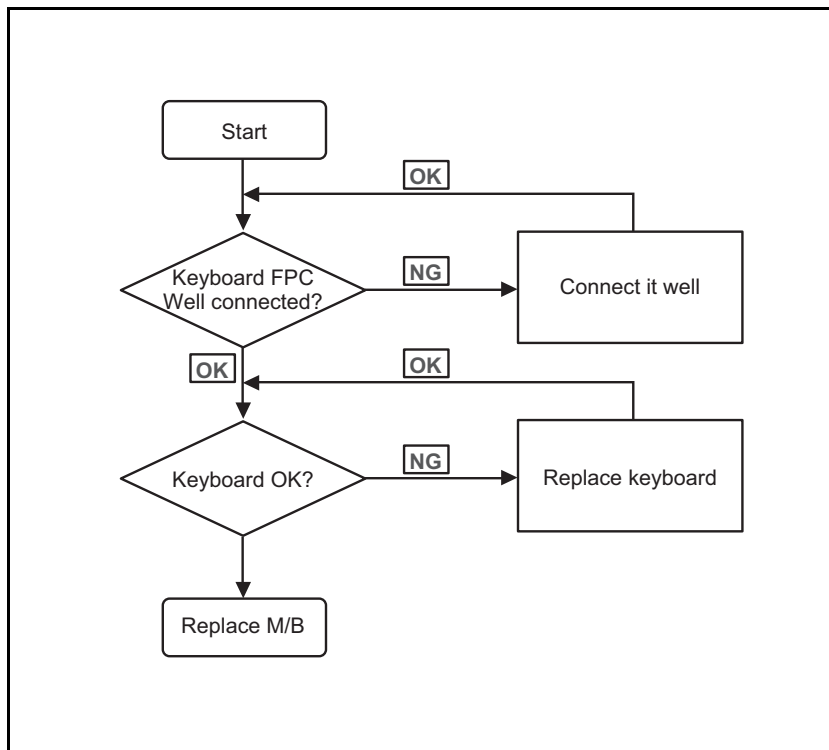 Start
OK
Keyboard FPC
Well connected?
NG
Connect it well
OK
OK
Keyboard OK?
NG
Replace keyboard
Replace M/B